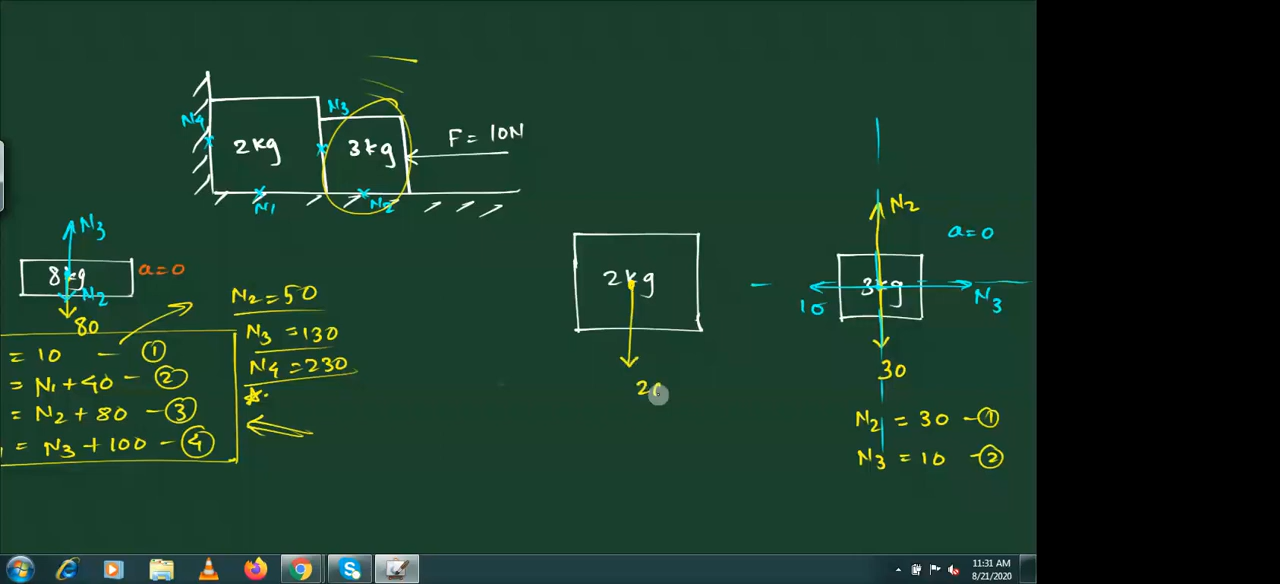 N4
2kg
N3
3kg
F = 10N
N1
N2
N3
8kg
a=0
N2
80
= 10 — ①
= N1 + 40 — ②
= N2 + 80 — ③
= N3 + 100 — ④
N2 = 50
N3 = 130
N4 = 230
2kg
N2
a=0
10
3kg
N3
30
N2 = 30 — ①
N3 = 10 — ②
11:31 AM
8/21/2020